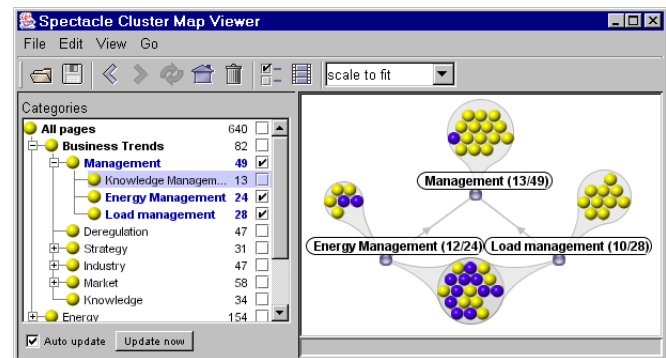 Spectacle Cluster Map Viewer
File Edit View Go
scale to fit
Categories
All pages 640
Business Trends 82
Management 49
Knowledge Managem... 13
Energy Management 24
Load management 28
Deregulation 47
Strategy 31
Industry 47
Market 58
Knowledge 34
Energy 154
Auto update Update now
Management (13/49)
Energy Management (12/24) Load management (10/28)